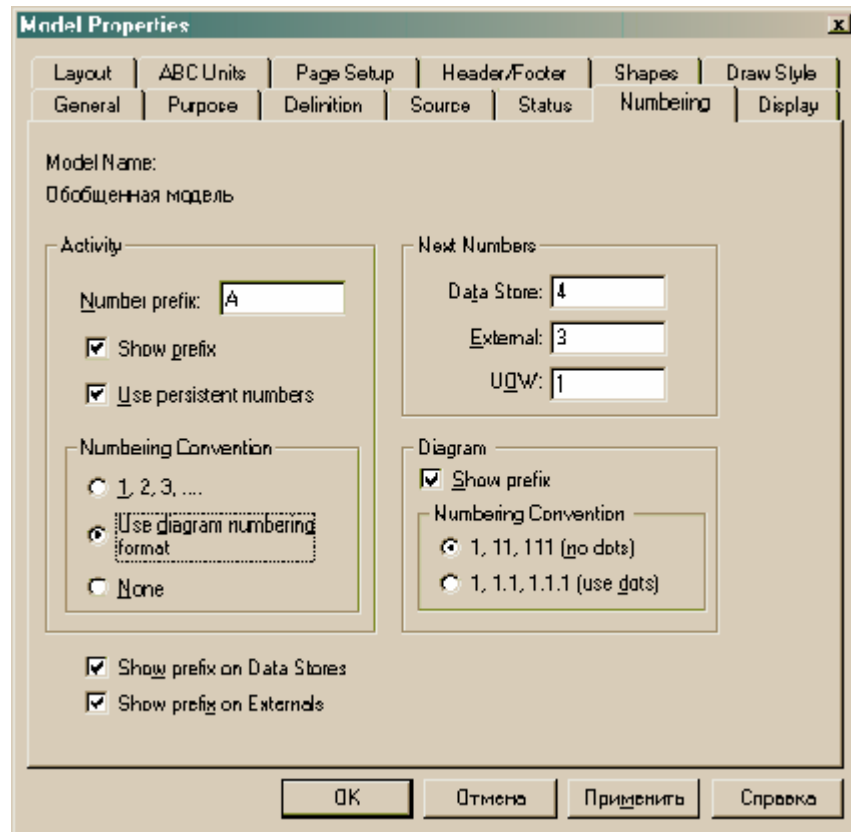 Model Properties
Layout ABC Units Page Setup Header/Footer Shapes Draw Style
General Purpose Definition Source Status Numbering Display
Model Name:
Обобщенная модель
Activity
Number prefix: A
Show prefix
Use persistent numbers
Numbering Convention
1, 2, 3, ....
Use diagram numbering
format
None
Next Numbers
Data Store: 4
External: 3
UOW: 1
Diagram
Show prefix
Numbering Convention
1, 11, 111 (no dots)
1, 1.1, 1.1.1 (use dots)
Show prefix on Data Stores
Show prefix on Externals
OK Отмена Применить Справка